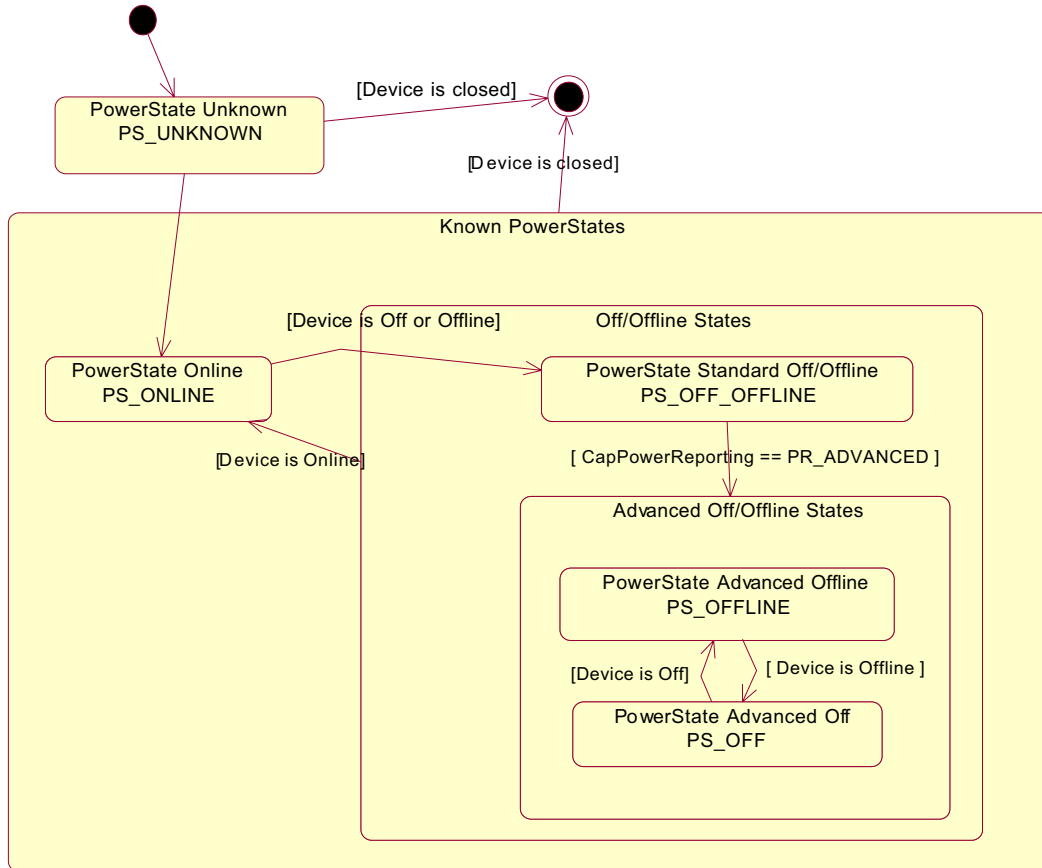 [Device is closed]
PowerState Unknown
PS_UNKNOWN
[Device is closed]
Known PowerStates
[Device is Off or Offline]
Off/Offline States
PowerState Online
PS_ONLINE
PowerState Standard Off/Offline
PS_OFF_OFFLINE
[Device is Online]
[ CapPowerReporting == PR_ADVANCED ]
Advanced Off/Offline States
PowerState Advanced Offline
PS_OFFLINE
[Device is Off]
[ Device is Offline ]
PowerState Advanced Off
PS_OFF